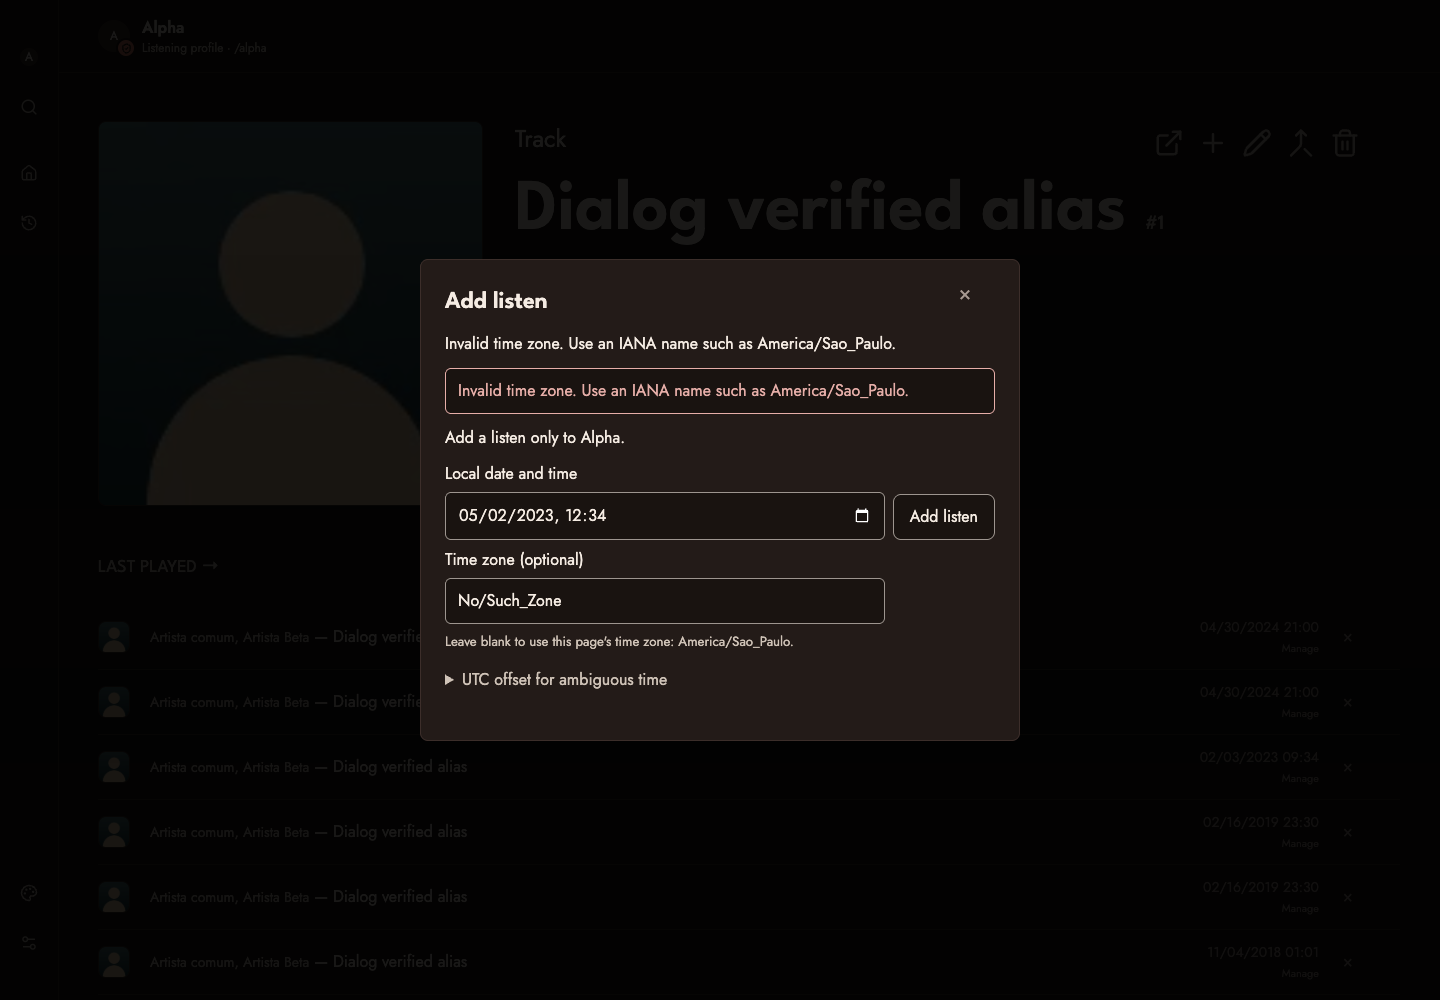 A
Alpha
Listening profile · /alpha
A
Track
Dialog verified alias #1
Add listen
×
Invalid time zone. Use an IANA name such as America/Sao_Paulo.
Invalid time zone. Use an IANA name such as America/Sao_Paulo.
Add a listen only to Alpha.
Local date and time
05/02/2023, 12:34
Add listen
Time zone (optional)
No/Such_Zone
Leave blank to use this page's time zone: America/Sao_Paulo.
UTC offset for ambiguous time
LAST PLAYED →
Artista comum, Artista Beta — Dialog verifie
04/30/2024 21:00
Manage
×
Artista comum, Artista Beta — Dialog verifie
04/30/2024 21:00
Manage
×
Artista comum, Artista Beta — Dialog verified alias
02/03/2023 09:34
Manage
×
Artista comum, Artista Beta — Dialog verified alias
02/16/2019 23:30
Manage
×
Artista comum, Artista Beta — Dialog verified alias
02/16/2019 23:30
Manage
×
Artista comum, Artista Beta — Dialog verified alias
11/04/2018 01:01
Manage
×